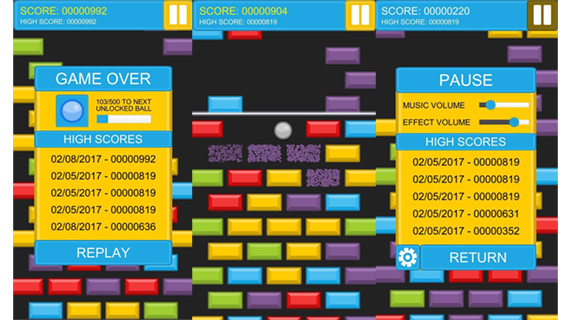 SCORE: 00000992
HIGH SCORE: 00000992
GAME OVER
103/500 TO NEXT
UNLOCKED BALL
HIGH SCORES
02/08/2017 - 00000992
02/05/2017 - 00000819
02/05/2017 - 00000819
02/05/2017 - 00000819
02/08/2017 - 00000636
REPLAY
SCORE: 00000904
HIGH SCORE: 00000819
SCORE: 00000220
HIGH SCORE: 00000819
PAUSE
MUSIC VOLUME
EFFECT VOLUME
HIGH SCORES
02/05/2017 - 00000819
02/05/2017 - 00000819
02/05/2017 - 00000819
02/05/2017 - 00000631
02/05/2017 - 00000352
RETURN